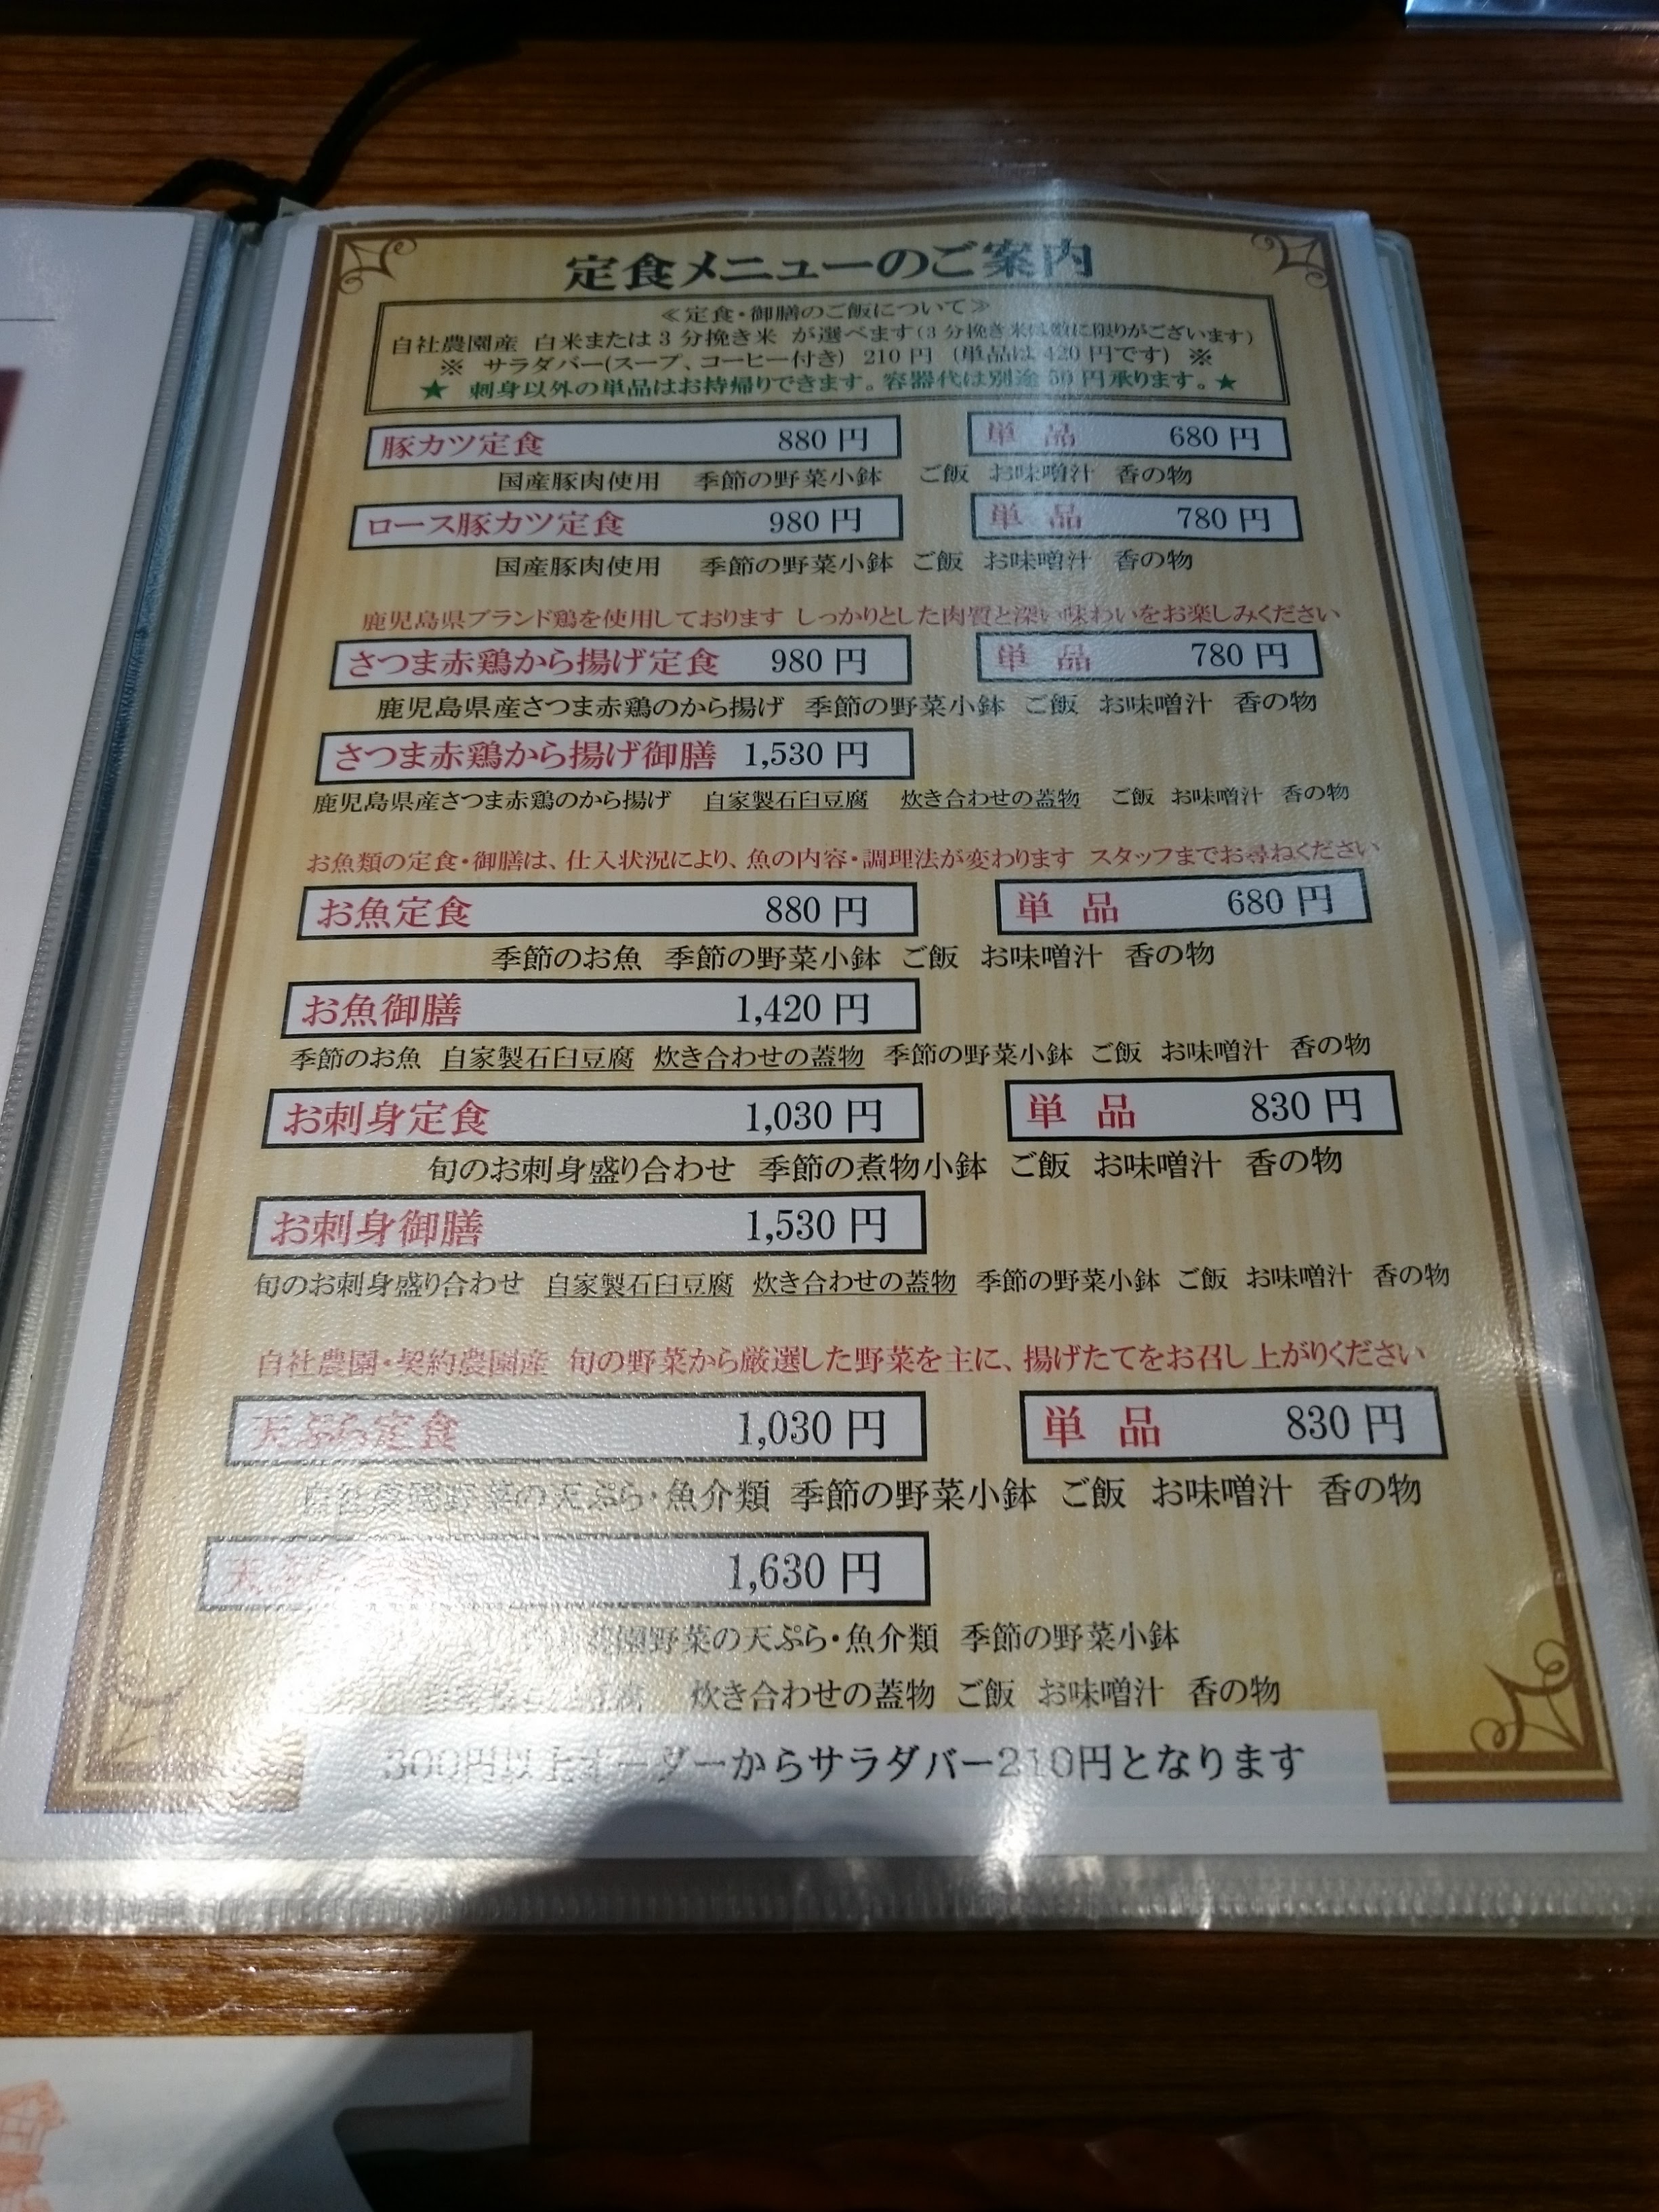 定食メニューのご案内
≪定食・御膳のご飯について≫
自社農園産 白米または3分挽き米 が選べます(3分挽き米は数に限りがございます)
※ サラダバー(スープ、コーヒー付き) 210円 (単品は420円です) ※
★ 刺身以外の単品はお持帰りできます。容器代は別途50円承ります。★
豚カツ定食 880円 単品 680円
国産豚肉使用 季節の野菜小鉢 ご飯 お味噌汁 香の物
ロース豚カツ定食 980円 単品 780円
国産豚肉使用 季節の野菜小鉢 ご飯 お味噌汁 香の物
鹿児島県ブランド鶏を使用しております しっかりとした肉質と深い味わいをお楽しみください
さつま赤鶏から揚げ定食 980円 単品 780円
鹿児島県産さつま赤鶏のから揚げ 季節の野菜小鉢 ご飯 お味噌汁 香の物
さつま赤鶏から揚げ御膳 1,530円
鹿児島県産さつま赤鶏のから揚げ 自家製石臼豆腐 炊き合わせの蓋物 ご飯 お味噌汁 香の物
お魚類の定食・御膳は、仕入状況により、魚の内容・調理法が変わります スタッフまでお尋ねください
お魚定食 880円 単品 680円
季節のお魚 季節の野菜小鉢 ご飯 お味噌汁 香の物
お魚御膳 1,420円
季節のお魚 自家製石臼豆腐 炊き合わせの蓋物 季節の野菜小鉢 ご飯 お味噌汁 香の物
お刺身定食 1,030円 単品 830円
旬のお刺身盛り合わせ 季節の煮物小鉢 ご飯 お味噌汁 香の物
お刺身御膳 1,530円
旬のお刺身盛り合わせ 自家製石臼豆腐 炊き合わせの蓋物 季節の野菜小鉢 ご飯 お味噌汁 香の物
自社農園・契約農園産 旬の野菜から厳選した野菜を主に、揚げたてをお召し上がりください
天ぷら定食 1,030円 単品 830円
自社農園野菜の天ぷら・魚介類 季節の野菜小鉢 ご飯 お味噌汁 香の物
1,630円
農園野菜の天ぷら・魚介類 季節の野菜小鉢
炊き合わせの蓋物 ご飯 お味噌汁 香の物
300円以上オーダーからサラダバー210円となります